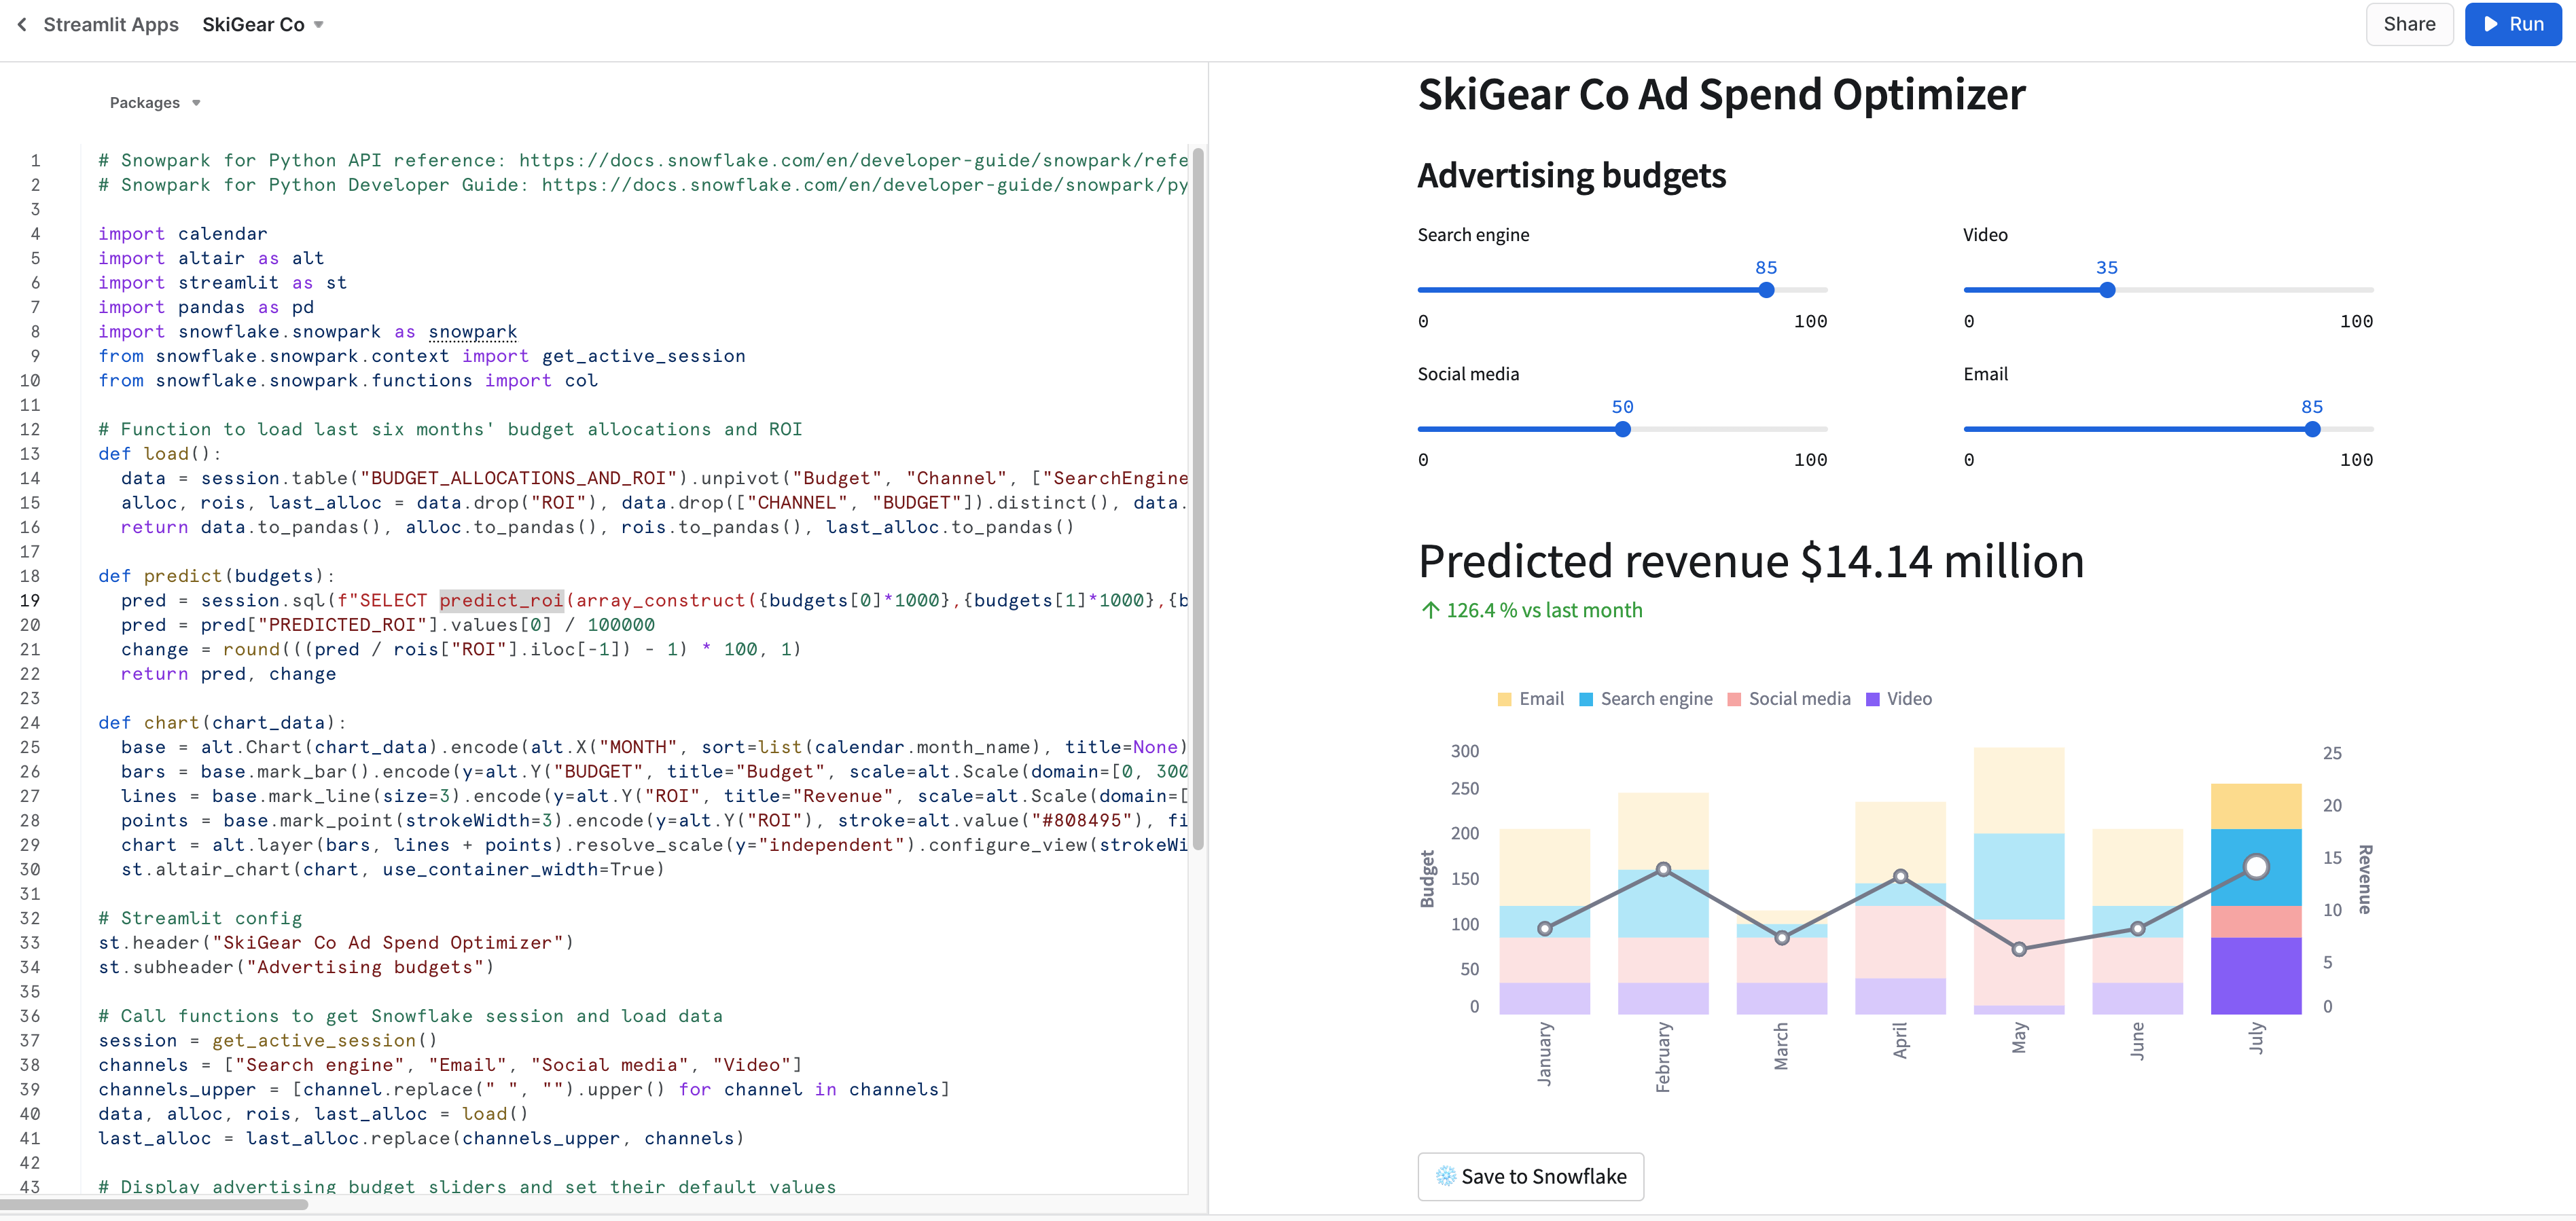 Streamlit Apps SkiGear Co
Share Run
Packages
1 # Snowpark for Python API reference: https://docs.snowflake.com/en/developer-guide/snowpark/refe
2 # Snowpark for Python Developer Guide: https://docs.snowflake.com/en/developer-guide/snowpark/py
3
4 import calendar
5 import altair as alt
6 import streamlit as st
7 import pandas as pd
8 import snowflake.snowpark as snowpark
9 from snowflake.snowpark.context import get_active_session
10 from snowflake.snowpark.functions import col
11
12 # Function to load last six months' budget allocations and ROI
13 def load():
14 data = session.table("BUDGET_ALLOCATIONS_AND_ROI").unpivot("Budget", "Channel", ["SearchEngine
15 alloc, rois, last_alloc = data.drop("ROI"), data.drop(["CHANNEL", "BUDGET"]).distinct(), data.
16 return data.to_pandas(), alloc.to_pandas(), rois.to_pandas(), last_alloc.to_pandas()
17
18 def predict(budgets):
19 pred = session.sql(f"SELECT predict_roi(array_construct({budgets[0]*1000},{budgets[1]*1000},{b
20 pred = pred["PREDICTED_ROI"].values[0] / 100000
21 change = round(((pred / rois["ROI"].iloc[-1]) - 1) * 100, 1)
22 return pred, change
23
24 def chart(chart_data):
25 base = alt.Chart(chart_data).encode(alt.X("MONTH", sort=list(calendar.month_name), title=None)
26 bars = base.mark_bar().encode(y=alt.Y("BUDGET", title="Budget", scale=alt.Scale(domain=[0, 300
27 lines = base.mark_line(size=3).encode(y=alt.Y("ROI", title="Revenue", scale=alt.Scale(domain=[
28 points = base.mark_point(strokeWidth=3).encode(y=alt.Y("ROI"), stroke=alt.value("#808495"), fi
29 chart = alt.layer(bars, lines + points).resolve_scale(y="independent").configure_view(strokeWi
30 st.altair_chart(chart, use_container_width=True)
31
32 # Streamlit config
33 st.header("SkiGear Co Ad Spend Optimizer")
34 st.subheader("Advertising budgets")
35
36 # Call functions to get Snowflake session and load data
37 session = get_active_session()
38 channels = ["Search engine", "Email", "Social media", "Video"]
39 channels_upper = [channel.replace(" ", "").upper() for channel in channels]
40 data, alloc, rois, last_alloc = load()
41 last_alloc = last_alloc.replace(channels_upper, channels)
42
43 # Display advertising budget sliders and set their default values
SkiGear Co Ad Spend Optimizer
Advertising budgets
Search engine
85
0 100
Video
35
0 100
Social media
50
0 100
Email
85
0 100
Predicted revenue $14.14 million
126.4 % vs last month
Email Search engine Social media Video
300
250
200
150
100
50
0
Budget
25
20
15
10
5
0
Revenue
January
February
March
April
May
June
July
Save to Snowflake